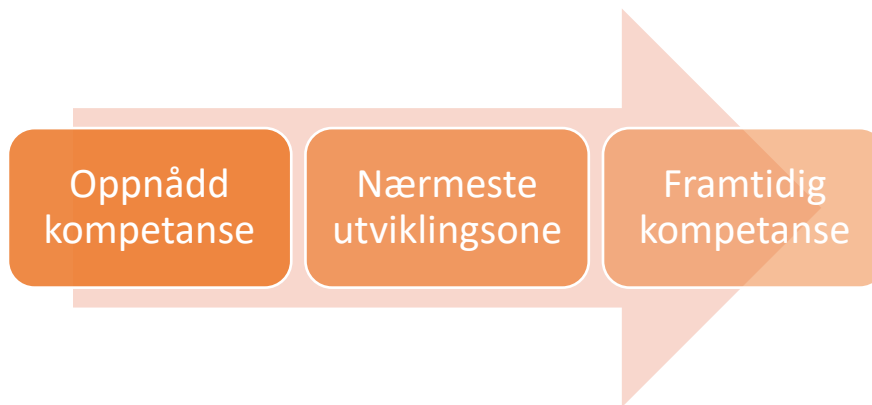 Oppnådd
kompetanse
Nærmeste
utviklingsone
Framtidig
kompetanse